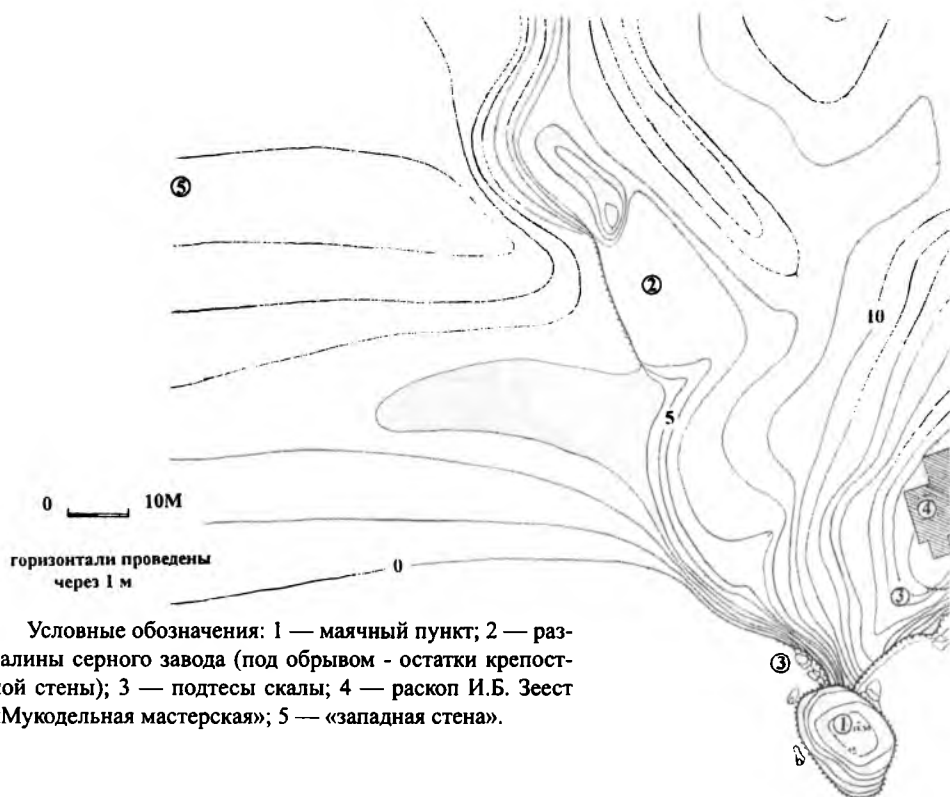 5
2
10
5
4
0 10М
горизонтали проведены
через 1 м
0
3
3
1
Условные обозначения: 1 — маячный пункт; 2 — раз-
алины серного завода (под обрывом - остатки крепост-
ой стены); 3 — подтесы скалы; 4 — раскоп И.Б. Зеест
Мукодельная мастерская»; 5 — «западная стена».